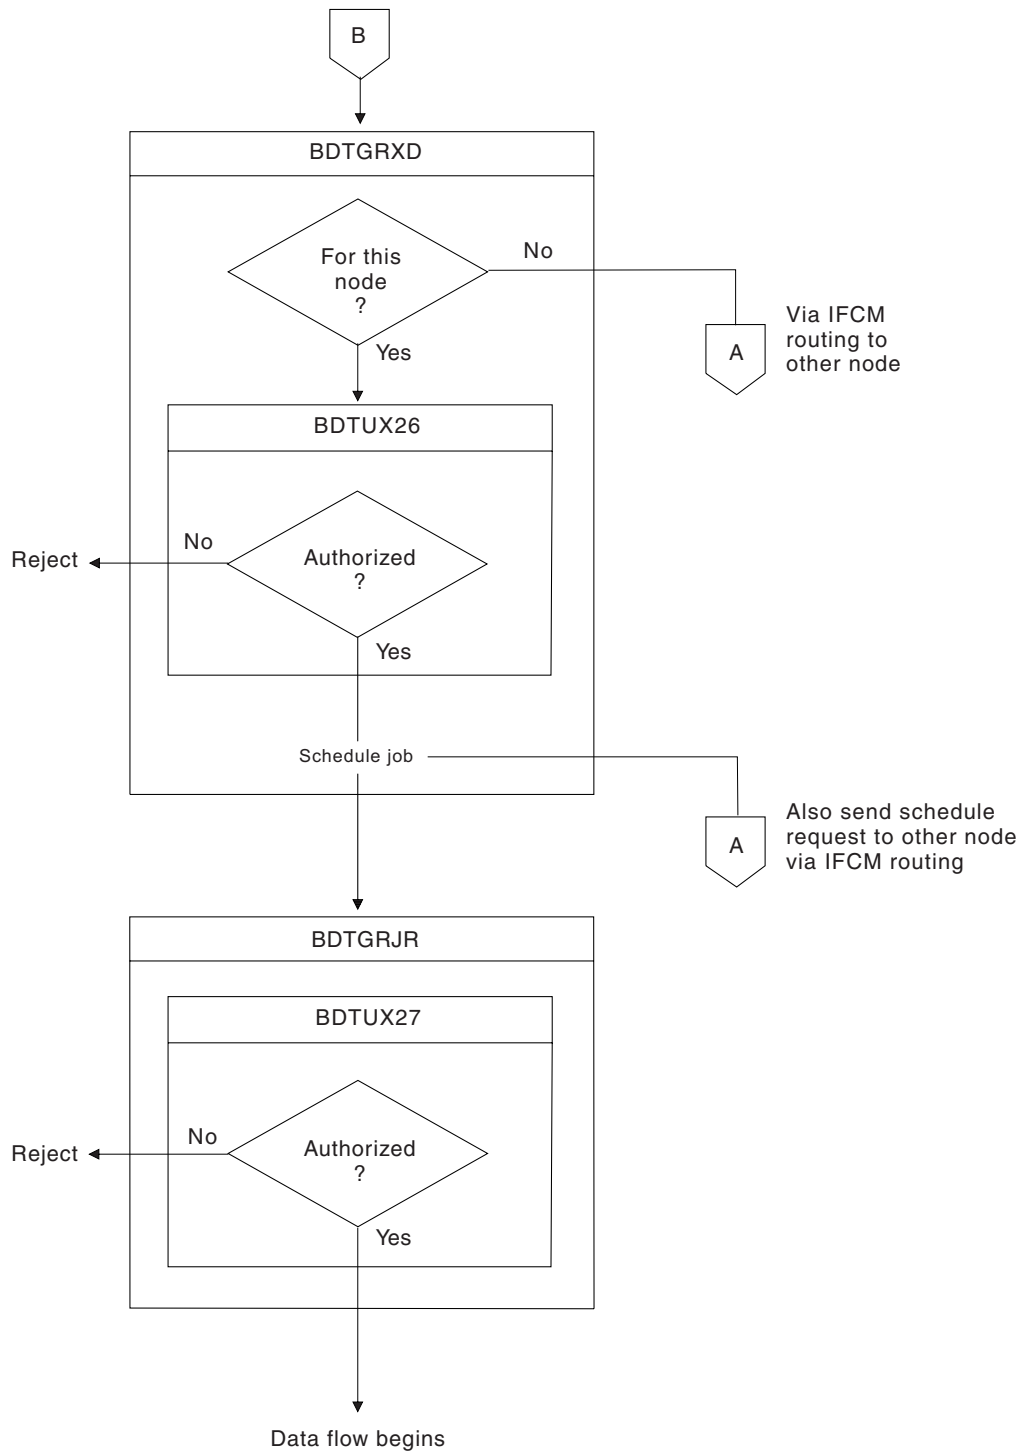 B
BDTGRXD
For this
node
?
No
Yes
Via IFCM
routing to
other node
A
BDTUX26
No
Reject
Authorized
?
Yes
Schedule job
Also send schedule
request to other node
via IFCM routing
A
BDTGRJR
BDTUX27
No
Reject
Authorized
?
Yes
Data flow begins